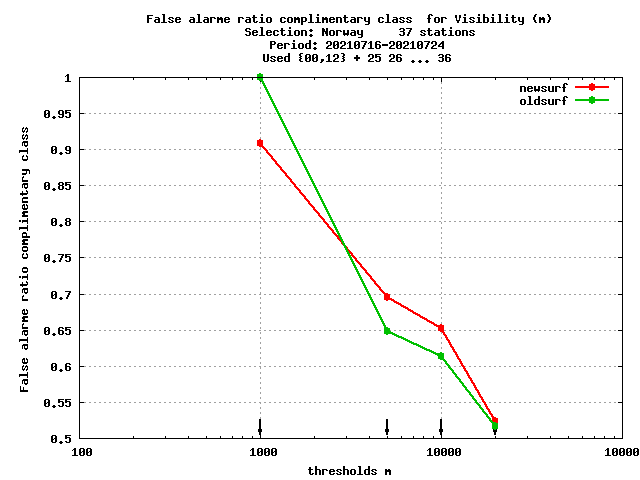 False alarme ratio complimentary class  for Visibility (m)
Selection: Norway     37 stations
Period: 20210716-20210724
Used {00,12} + 25 26 ... 36
newsurf
oldsurf
False alarme ratio complimentary class
1
0.95
0.9
0.85
0.8
0.75
0.7
0.65
0.6
0.55
0.5
100
1000
10000
10000
thresholds m